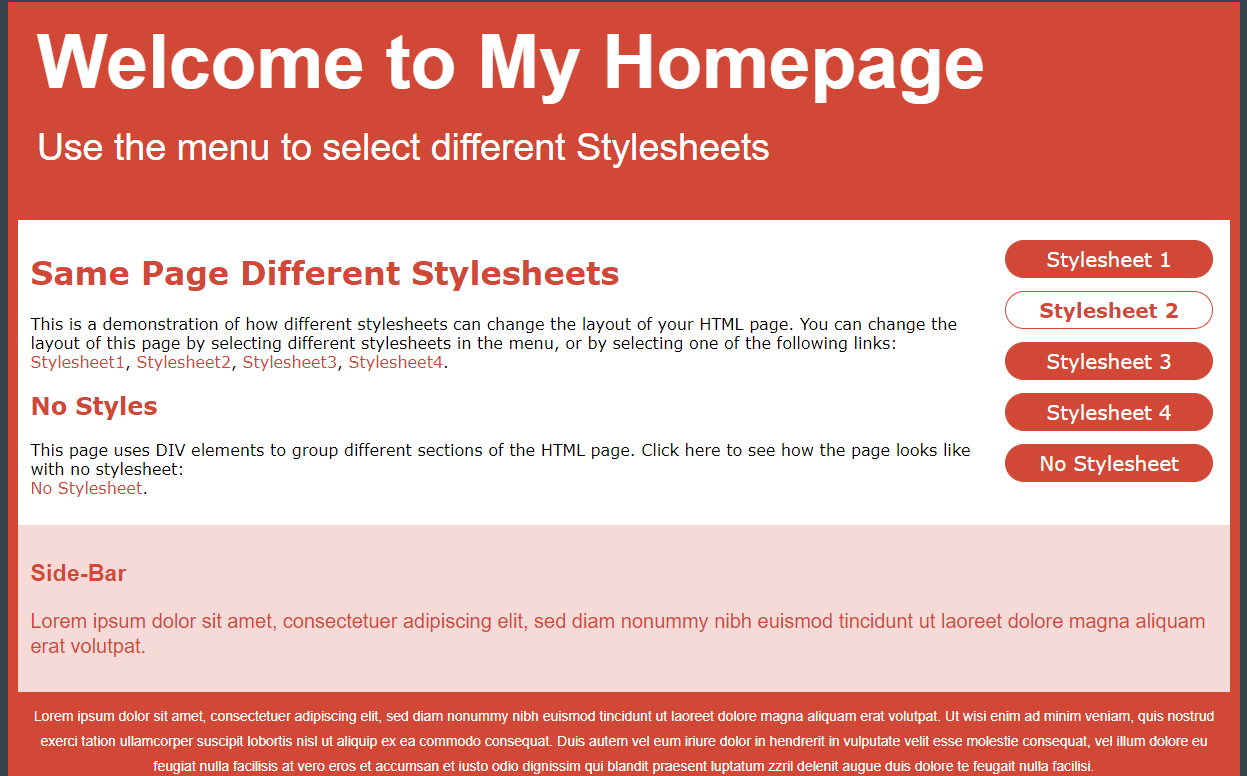 Welcome to My Homepage
Use the menu to select different Stylesheets
Same Page Different Stylesheets
This is a demonstration of how different stylesheets can change the layout of your HTML page. You can change the
layout of this page by selecting different stylesheets in the menu, or by selecting one of the following links:
Stylesheet1, Stylesheet2, Stylesheet3, Stylesheet4.
No Styles
This page uses DIV elements to group different sections of the HTML page. Click here to see how the page looks like
with no stylesheet:
No Stylesheet.
Stylesheet 1
Stylesheet 2
Stylesheet 3
Stylesheet 4
No Stylesheet
Side-Bar
Lorem ipsum dolor sit amet, consectetuer adipiscing elit, sed diam nonummy nibh euismod tincidunt ut laoreet dolore magna aliquam
erat volutpat.
Lorem ipsum dolor sit amet, consectetuer adipiscing elit, sed diam nonummy nibh euismod tincidunt ut laoreet dolore magna aliquam erat volutpat. Ut wisi enim ad minim veniam, quis nostrud
exerci tation ullamcorper suscipit lobortis nisl ut aliquip ex ea commodo consequat. Duis autem vel eum iriure dolor in hendrerit in vulputate velit esse molestie consequat, vel illum dolore eu
feugiat nulla facilisis at vero eros et accumsan et iusto odio dignissim qui blandit praesent luptatum zzril delenit augue duis dolore te feugait nulla facilisi.